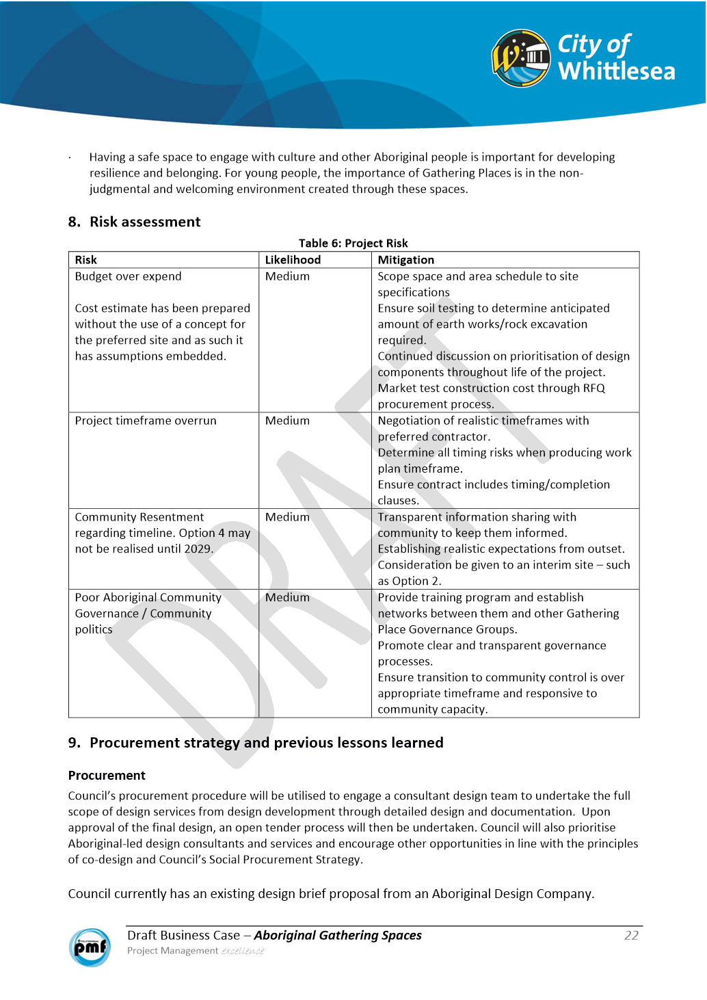 City of
Whittlesea
· Having a safe space to engage with culture and other Aboriginal people is important for developing
resilience and belonging. For young people, the importance of Gathering Places is in the non-
judgmental and welcoming environment created through these spaces.
8. Risk assessment
Table 6: Project Risk
Risk Likelihood Mitigation
Budget over expend Medium Scope space and area schedule to site
specifications
Cost estimate has been prepared Ensure soil testing to determine anticipated
without the use of a concept for amount of earth works/rock excavation
the preferred site and as such it required.
has assumptions embedded. Continued discussion on prioritisation of design
components throughout life of the project.
Market test construction cost through RFQ
procurement process.
Project timeframe overrun Medium Negotiation of realistic timeframes with
preferred contractor.
Determine all timing risks when producing work
plan timeframe.
Ensure contract includes timing/completion
clauses.
Community Resentment Medium Transparent information sharing with
regarding timeline. Option 4 may community to keep them informed.
not be realised until 2029. Establishing realistic expectations from outset.
Consideration be given to an interim site – such
as Option 2.
Poor Aboriginal Community Medium Provide training program and establish
Governance / Community networks between them and other Gathering
politics Place Governance Groups.
Promote clear and transparent governance
processes.
Ensure transition to community control is over
appropriate timeframe and responsive to
community capacity.
DRAFT
9. Procurement strategy and previous lessons learned
Procurement
Council's procurement procedure will be utilised to engage a consultant design team to undertake the full
scope of design services from design development through detailed design and documentation. Upon
approval of the final design, an open tender process will then be undertaken. Council will also prioritise
Aboriginal-led design consultants and services and encourage other opportunities in line with the principles
of co-design and Council's Social Procurement Strategy.
Council currently has an existing design brief proposal from an Aboriginal Design Company.
City of Whittlesea
pmf
Draft Business Case – Aboriginal Gathering Spaces 22
Project Management excellence